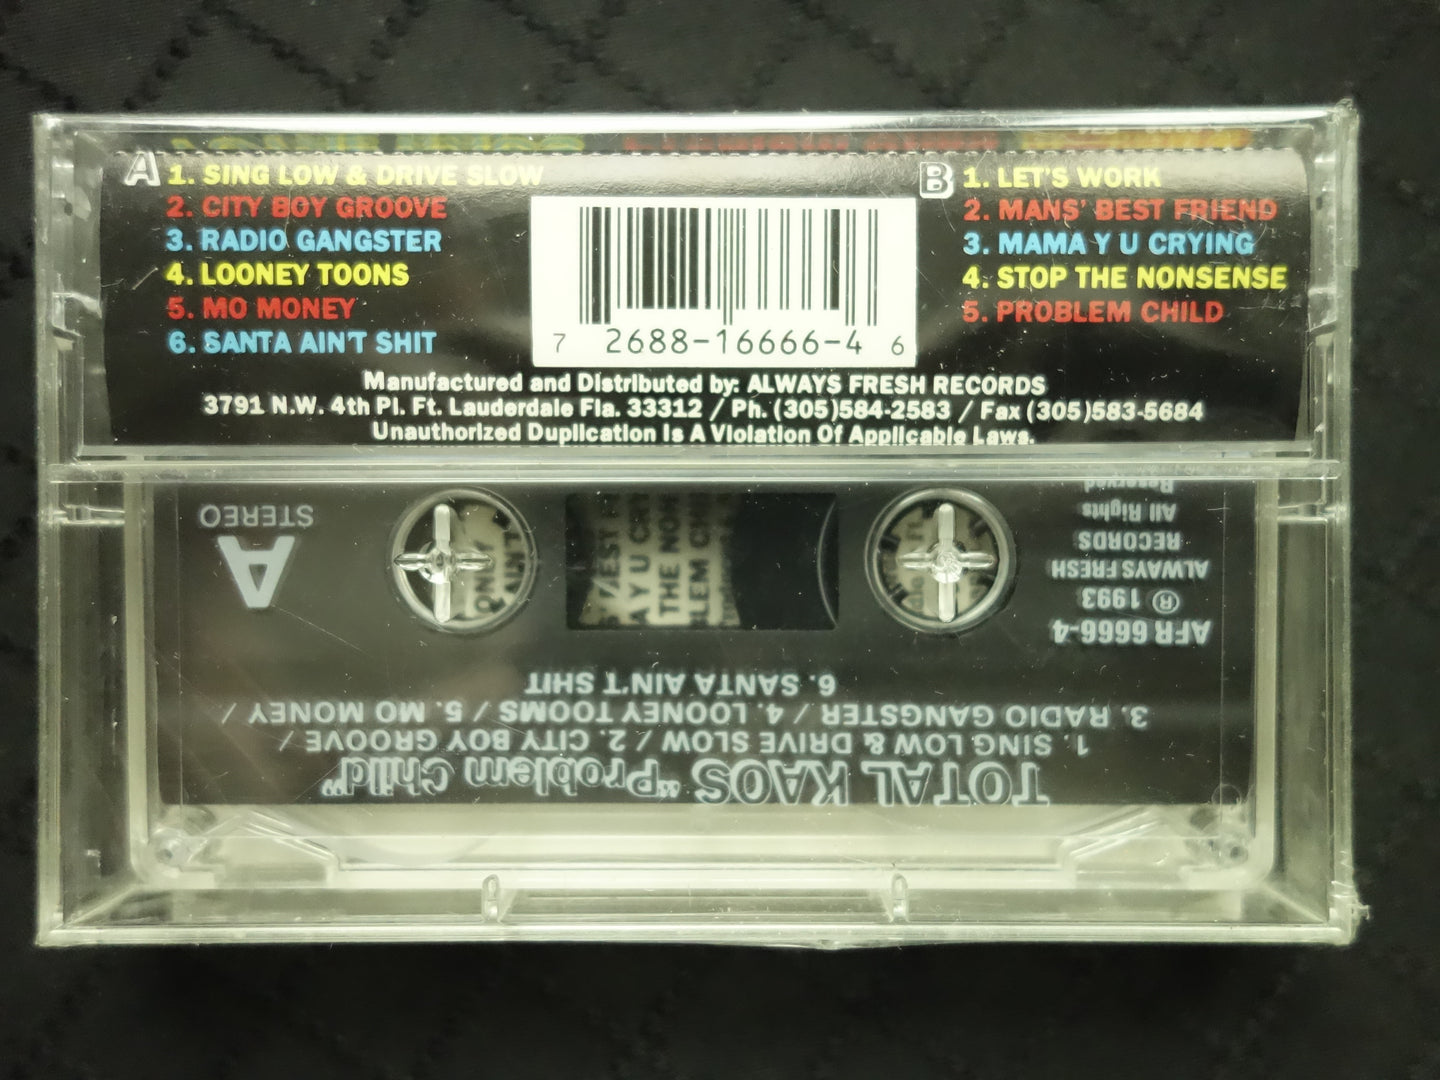 A
1. SING LOW & DRIVE SLOW
2. CITY BOY GROOVE
3. RADIO GANGSTER
4. LOONEY TOONS
5. MO MONEY
6. SANTA AIN'T SHIT
B
1. LET'S WORK
2. MANS' BEST FRIEND
3. MAMA Y U CRYING
4. STOP THE NONSENSE
5. PROBLEM CHILD
7 2688-16666-4 6
Manufactured and Distributed by: ALWAYS FRESH RECORDS
3791 N.W. 4th Pl. Ft. Lauderdale Fla. 33312 / Ph. (305)584-2583 / Fax (305)583-5684
Unauthorized Duplication Is A Violation Of Applicable Laws.
TOTAL KAOS "Problem Child"
1. SING LOW & DRIVE SLOW / 2. CITY BOY GROOVE /
3. RADIO GANGSTER / 4. LOONEY TOOMS / 5. MO MONEY /
6. SANTA AIN'T SHIT
AFR 6666-4
℗ 1993
ALWAYS FRESH
RECORDS
All Rights
Reserved
A
STEREO